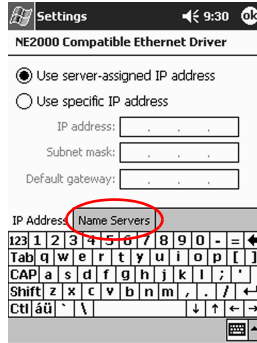 Settings 9:30 ok
NE2000 Compatible Ethernet Driver
Use server-assigned IP address
Use specific IP address
IP address: . . .
Subnet mask: . . .
Default gateway: . . .
IP Address Name Servers
123 1 2 3 4 5 6 7 8 9 0 - =
Tab q w e r t y u i o p [ ]
CAP a s d f g h j k l ; '
Shift z x c v b n m , . /
Ctl áü ` \ ↓ ↑ ← →